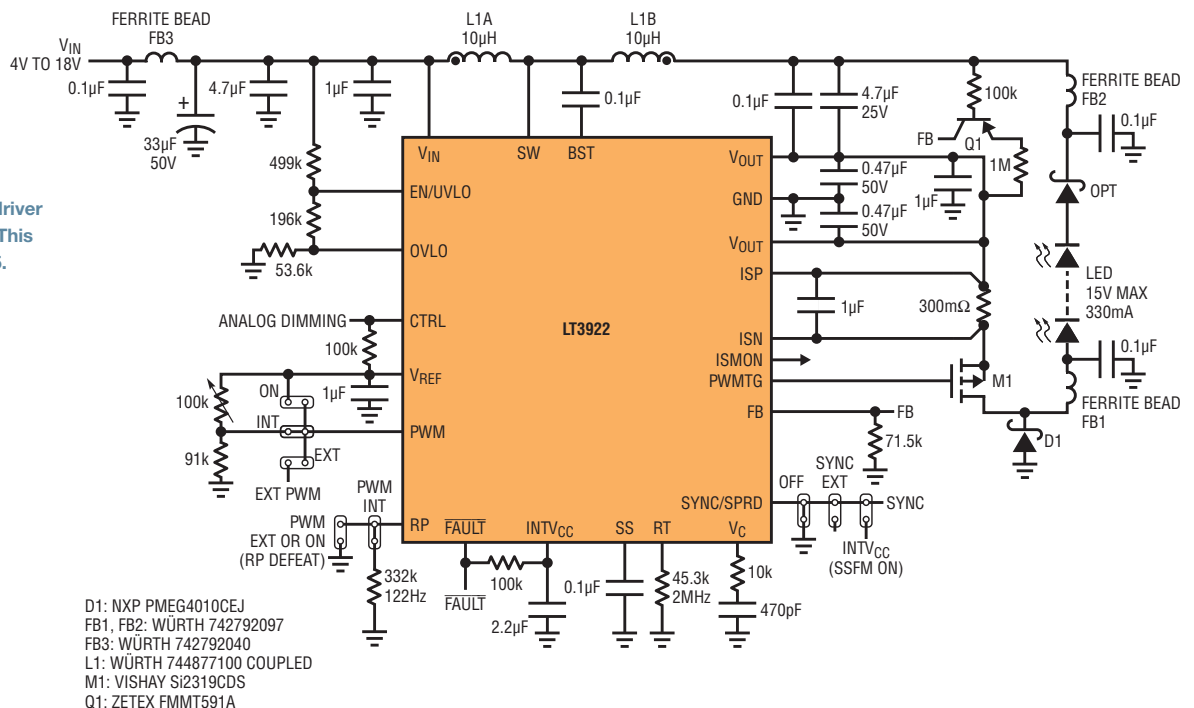 FERRITE BEAD
FB3
VIN
4V TO 18V
0.1µF
+
33µF
50V
4.7µF
1µF
L1A
10µH
L1B
10µH
0.1µF
0.1µF
4.7µF
25V
100k
FB
Q1
1M
FERRITE BEAD
FB2
0.1µF
OPT
LED
15V MAX
330mA
0.1µF
FERRITE BEAD
FB1
499k
196k
53.6k
river
This
.
VIN
SW
BST
VOUT
EN/UVLO
GND
OVLO
VOUT
ISP
0.47µF
50V
0.47µF
50V
1µF
1µF
300mΩ
ANALOG DIMMING
CTRL
LT3922
ISN
ISMON
100k
VREF
1µF
PWMTG
M1
100k
ON
INT
EXT
91k
EXT PWM
PWM
FB
FB
71.5k
D1
SYNC/SPRD
OFF
SYNC
EXT
SYNC
INTVCC
(SSFM ON)
PWM
INT
PWM
EXT OR ON
(RP DEFEAT)
RP
FAULT
INTVCC
SS
RT
VC
332k
122Hz
100k
FAULT
2.2µF
0.1µF
45.3k
2MHz
10k
470pF
D1: NXP PMEG4010CEJ
FB1, FB2: WÜRTH 742792097
FB3: WÜRTH 742792040
L1: WÜRTH 744877100 COUPLED
M1: VISHAY Si2319CDS
Q1: ZETEX FMMT591A